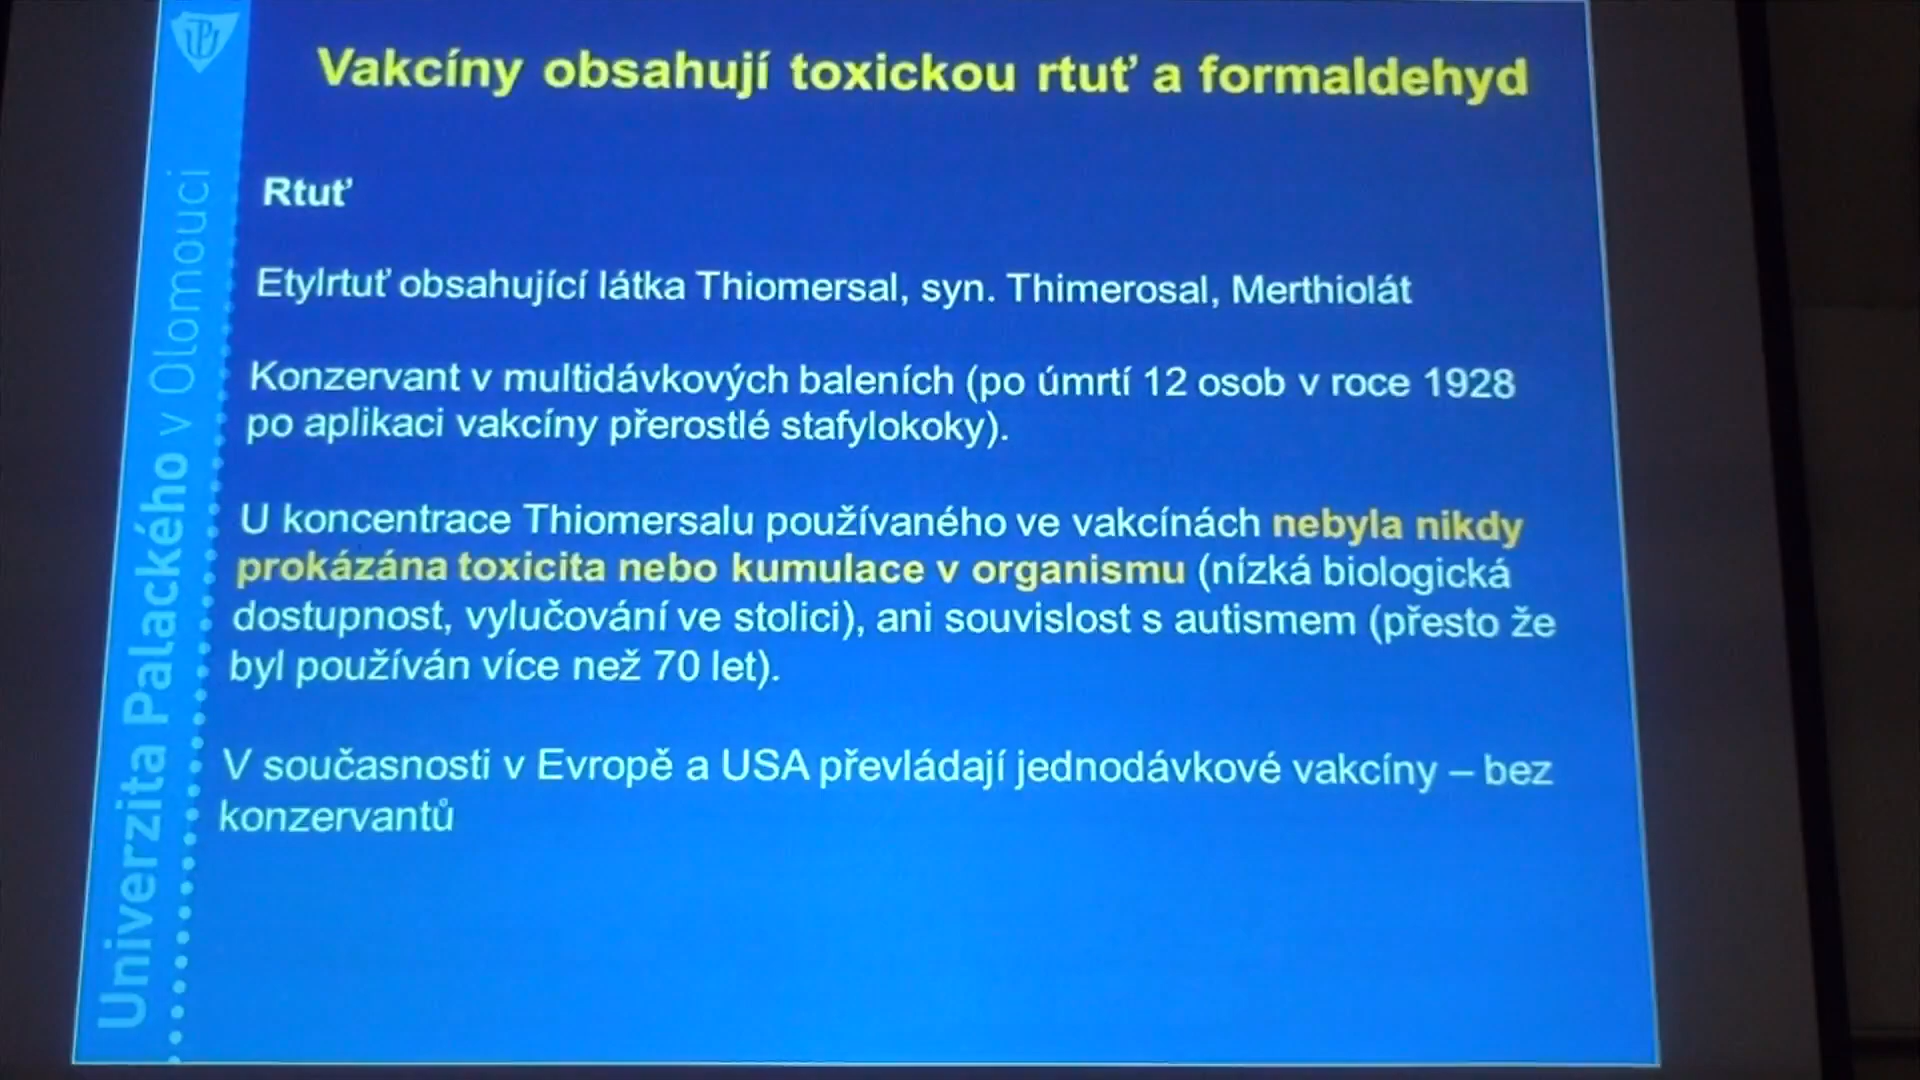 Vakcíny obsahují toxickou rtuť a formaldehyd
Rtuť
Etylrtuť obsahující látka Thiomersal, syn. Thimerosal, Merthiolát
Konzervant v multidávkových baleních (po úmrtí 12 osob v roce 1928
po aplikaci vakcíny přerostlé stafylokoky).
U koncentrace Thiomersalu používaného ve vakcínách nebyla nikdy
prokázána toxicita nebo kumulace v organismu (nízká biologická
dostupnost, vylučování ve stolici), ani souvislost s autismem (přesto že
byl používán více než 70 let).
V současnosti v Evropě a USA převládají jednodávkové vakcíny – bez
konzervantů
Univerzita Palackého v Olomouci